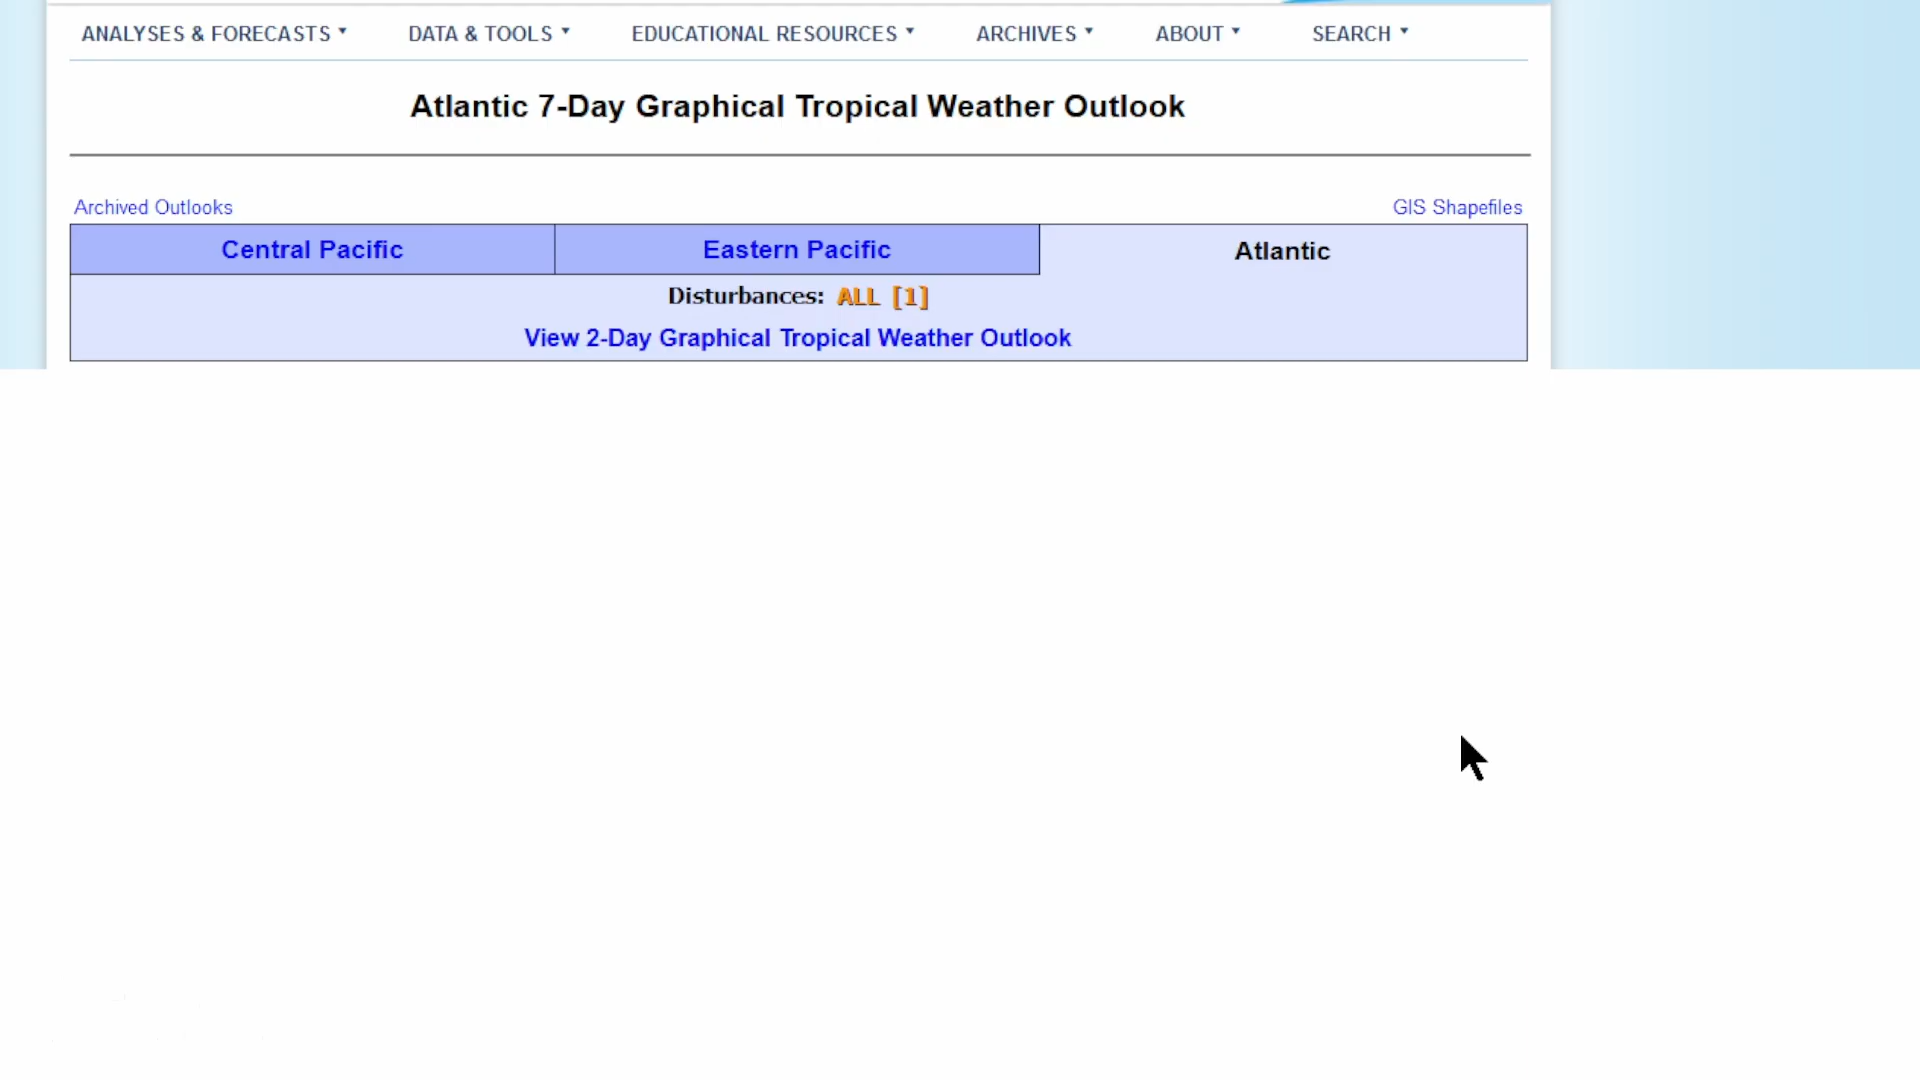 ANALYSES & FORECASTS ▾ DATA & TOOLS ▾ EDUCATIONAL RESOURCES ▾ ARCHIVES ▾ ABOUT ▾ SEARCH ▾
Atlantic 7-Day Graphical Tropical Weather Outlook
Archived Outlooks GIS Shapefiles
Central Pacific Eastern Pacific Atlantic
Disturbances: ALL [1]
View 2-Day Graphical Tropical Weather Outlook